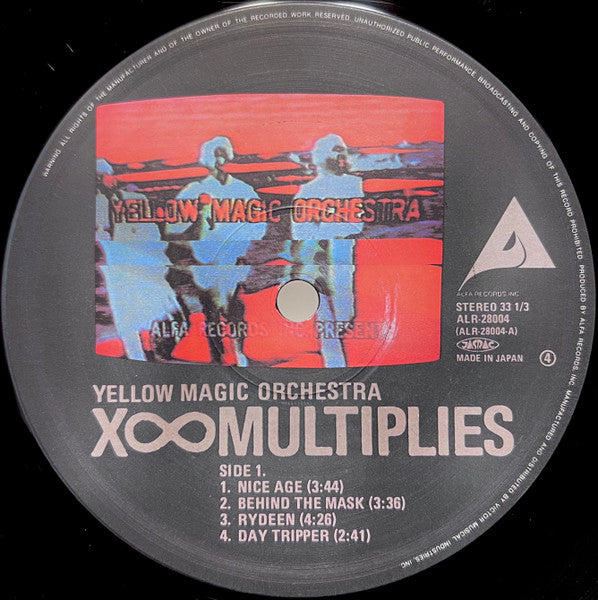 WARNING: ALL RIGHTS OF THE MANUFACTURER AND OF THE OWNER OF THE RECORDED WORK RESERVED. UNAUTHORIZED PUBLIC PERFORMANCE, BROADCASTING AND COPYING OF THIS RECORD PROHIBITED. PRODUCED BY ALFA RECORDS, INC. MANUFACTURED AND DISTRIBUTED BY VICTOR MUSICAL INDUSTRIES, INC.
YELLOW MAGIC ORCHESTRA
ALFA RECORDS INC. PRESENT
ALFA RECORDS, INC.
STEREO 33 1/3
ALR-28004
(ALR-28004-A)
JASRAC
MADE IN JAPAN
4
YELLOW MAGIC ORCHESTRA
X∞MULTIPLIES
SIDE 1.
1. NICE AGE (3:44)
2. BEHIND THE MASK (3:36)
3. RYDEEN (4:26)
4. DAY TRIPPER (2:41)